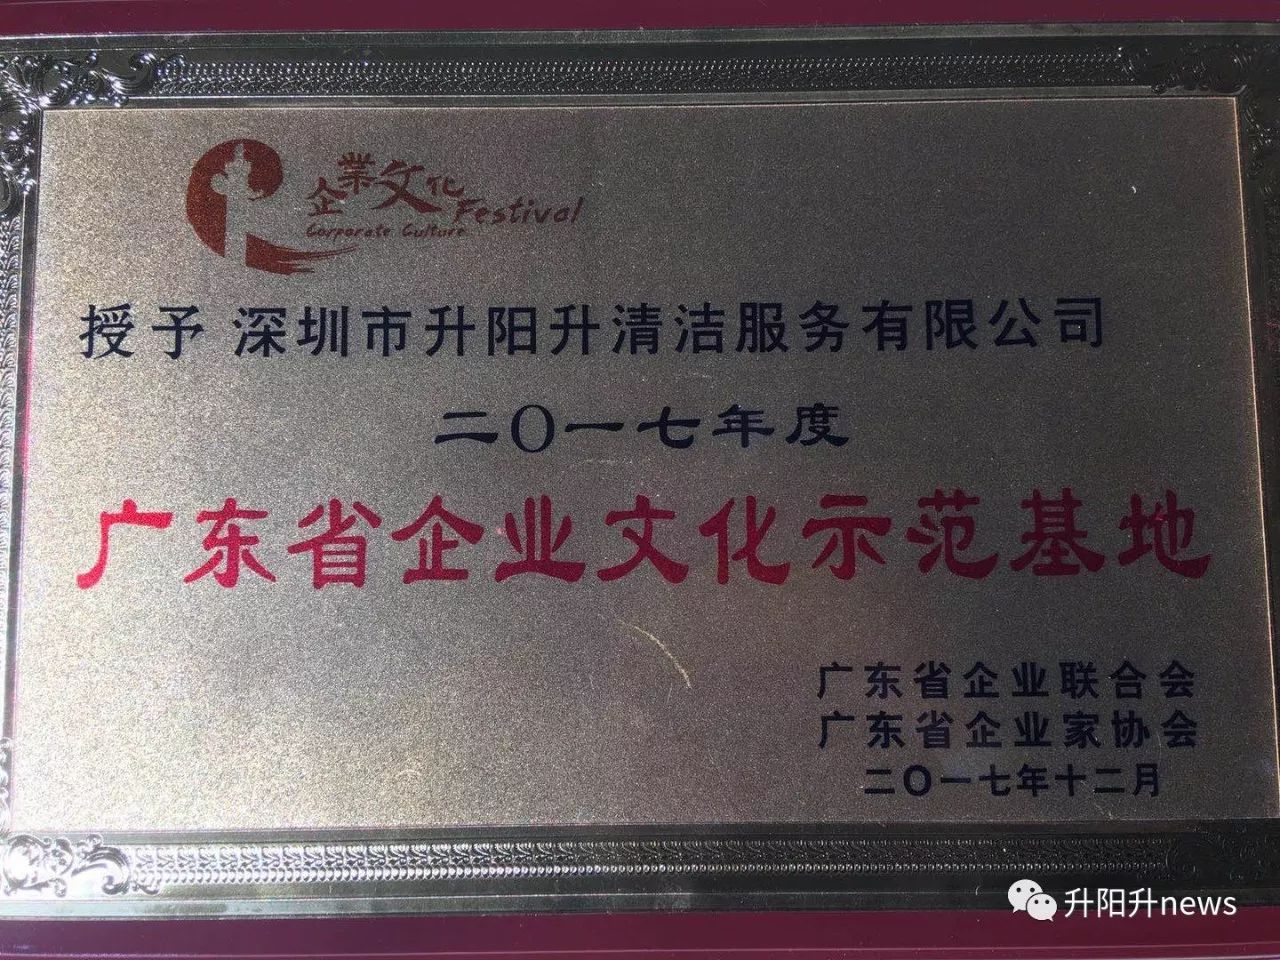 企業文化 Festival
Corporate Culture
授予 深圳市升阳升清洁服务有限公司
二〇一七年度
广东省企业文化示范基地
广东省企业联合会
广东省企业家协会
二〇一七年十二月
升阳升news